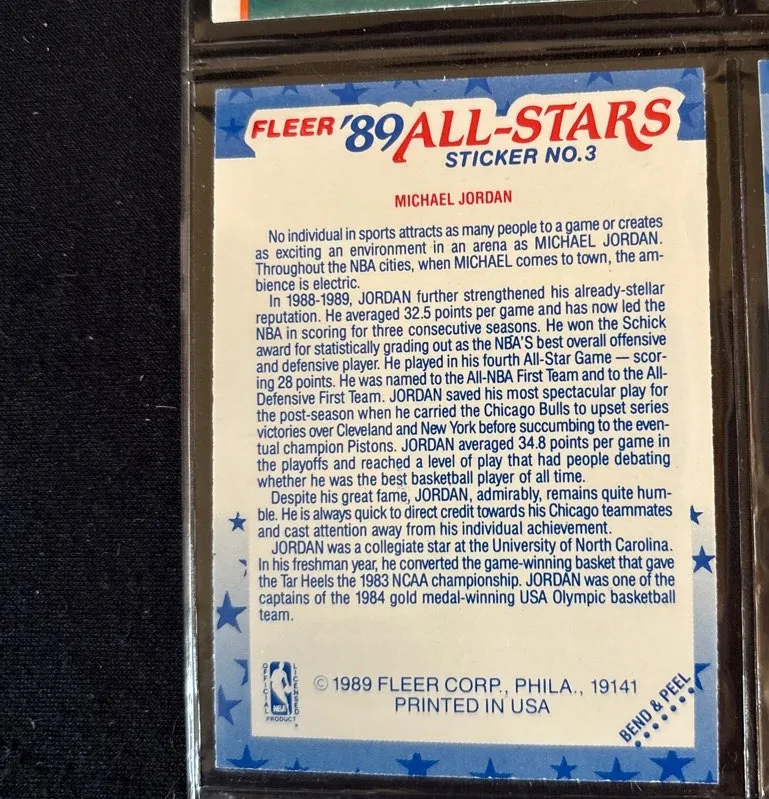 FLEER '89 ALL-STARS
STICKER NO.3
MICHAEL JORDAN
No individual in sports attracts as many people to a game or creates
as exciting an environment in an arena as MICHAEL JORDAN.
Throughout the NBA cities, when MICHAEL comes to town, the am-
bience is electric.
In 1988-1989, JORDAN further strengthened his already-stellar
reputation. He averaged 32.5 points per game and has now led the
NBA in scoring for three consecutive seasons. He won the Schick
award for statistically grading out as the NBA'S best overall offensive
and defensive player. He played in his fourth All-Star Game — scor-
ing 28 points. He was named to the All-NBA First Team and to the All-
Defensive First Team. JORDAN saved his most spectacular play for
the post-season when he carried the Chicago Bulls to upset series
victories over Cleveland and New York before succumbing to the even-
tual champion Pistons. JORDAN averaged 34.8 points per game in
the playoffs and reached a level of play that had people debating
whether he was the best basketball player of all time.
Despite his great fame, JORDAN, admirably, remains quite hum-
ble. He is always quick to direct credit towards his Chicago teammates
and cast attention away from his individual achievement.
JORDAN was a collegiate star at the University of North Carolina.
In his freshman year, he converted the game-winning basket that gave
the Tar Heels the 1983 NCAA championship. JORDAN was one of the
captains of the 1984 gold medal-winning USA Olympic basketball
team.
OFFICIAL LICENSED
NBA
PRODUCT
© 1989 FLEER CORP., PHILA., 19141
PRINTED IN USA
BEND & PEEL